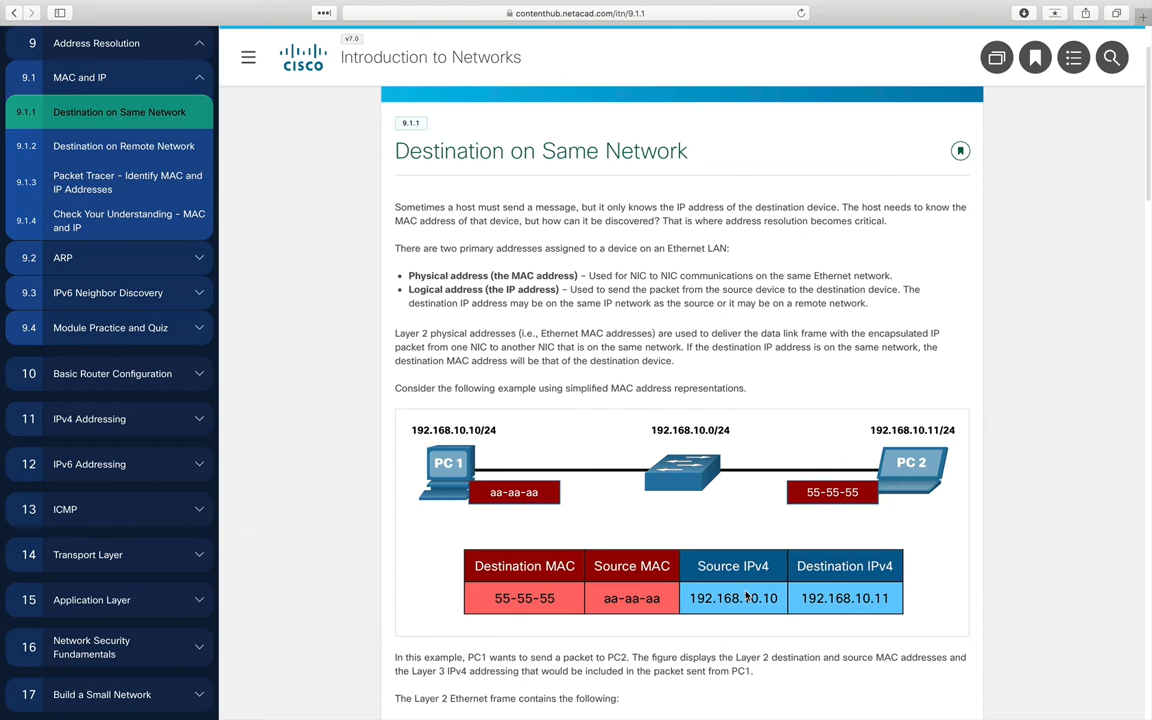 contenthub.netacad.com/itn/9.1.1
9 Address Resolution
9.1 MAC and IP
9.1.1 Destination on Same Network
9.1.2 Destination on Remote Network
9.1.3 Packet Tracer – Identify MAC and
IP Addresses
9.1.4 Check Your Understanding - MAC
and IP
9.2 ARP
9.3 IPv6 Neighbor Discovery
9.4 Module Practice and Quiz
10 Basic Router Configuration
11 IPv4 Addressing
12 IPv6 Addressing
13 ICMP
14 Transport Layer
15 Application Layer
16 Network Security
Fundamentals
17 Build a Small Network
CISCO
v7.0
Introduction to Networks
9.1.1
Destination on Same Network
Sometimes a host must send a message, but it only knows the IP address of the destination device. The host needs to know the
MAC address of that device, but how can it be discovered? That is where address resolution becomes critical.
There are two primary addresses assigned to a device on an Ethernet LAN:
• Physical address (the MAC address) – Used for NIC to NIC communications on the same Ethernet network.
• Logical address (the IP address) – Used to send the packet from the source device to the destination device. The
destination IP address may be on the same IP network as the source or it may be on a remote network.
Layer 2 physical addresses (i.e., Ethernet MAC addresses) are used to deliver the data link frame with the encapsulated IP
packet from one NIC to another NIC that is on the same network. If the destination IP address is on the same network, the
destination MAC address will be that of the destination device.
Consider the following example using simplified MAC address representations.
192.168.10.10/24 192.168.10.0/24 192.168.10.11/24
PC 1 PC 2
aa-aa-aa 55-55-55
Destination MAC Source MAC Source IPv4 Destination IPv4
55-55-55 aa-aa-aa 192.168.10.10 192.168.10.11
In this example, PC1 wants to send a packet to PC2. The figure displays the Layer 2 destination and source MAC addresses and
the Layer 3 IPv4 addressing that would be included in the packet sent from PC1.
The Layer 2 Ethernet frame contains the following: